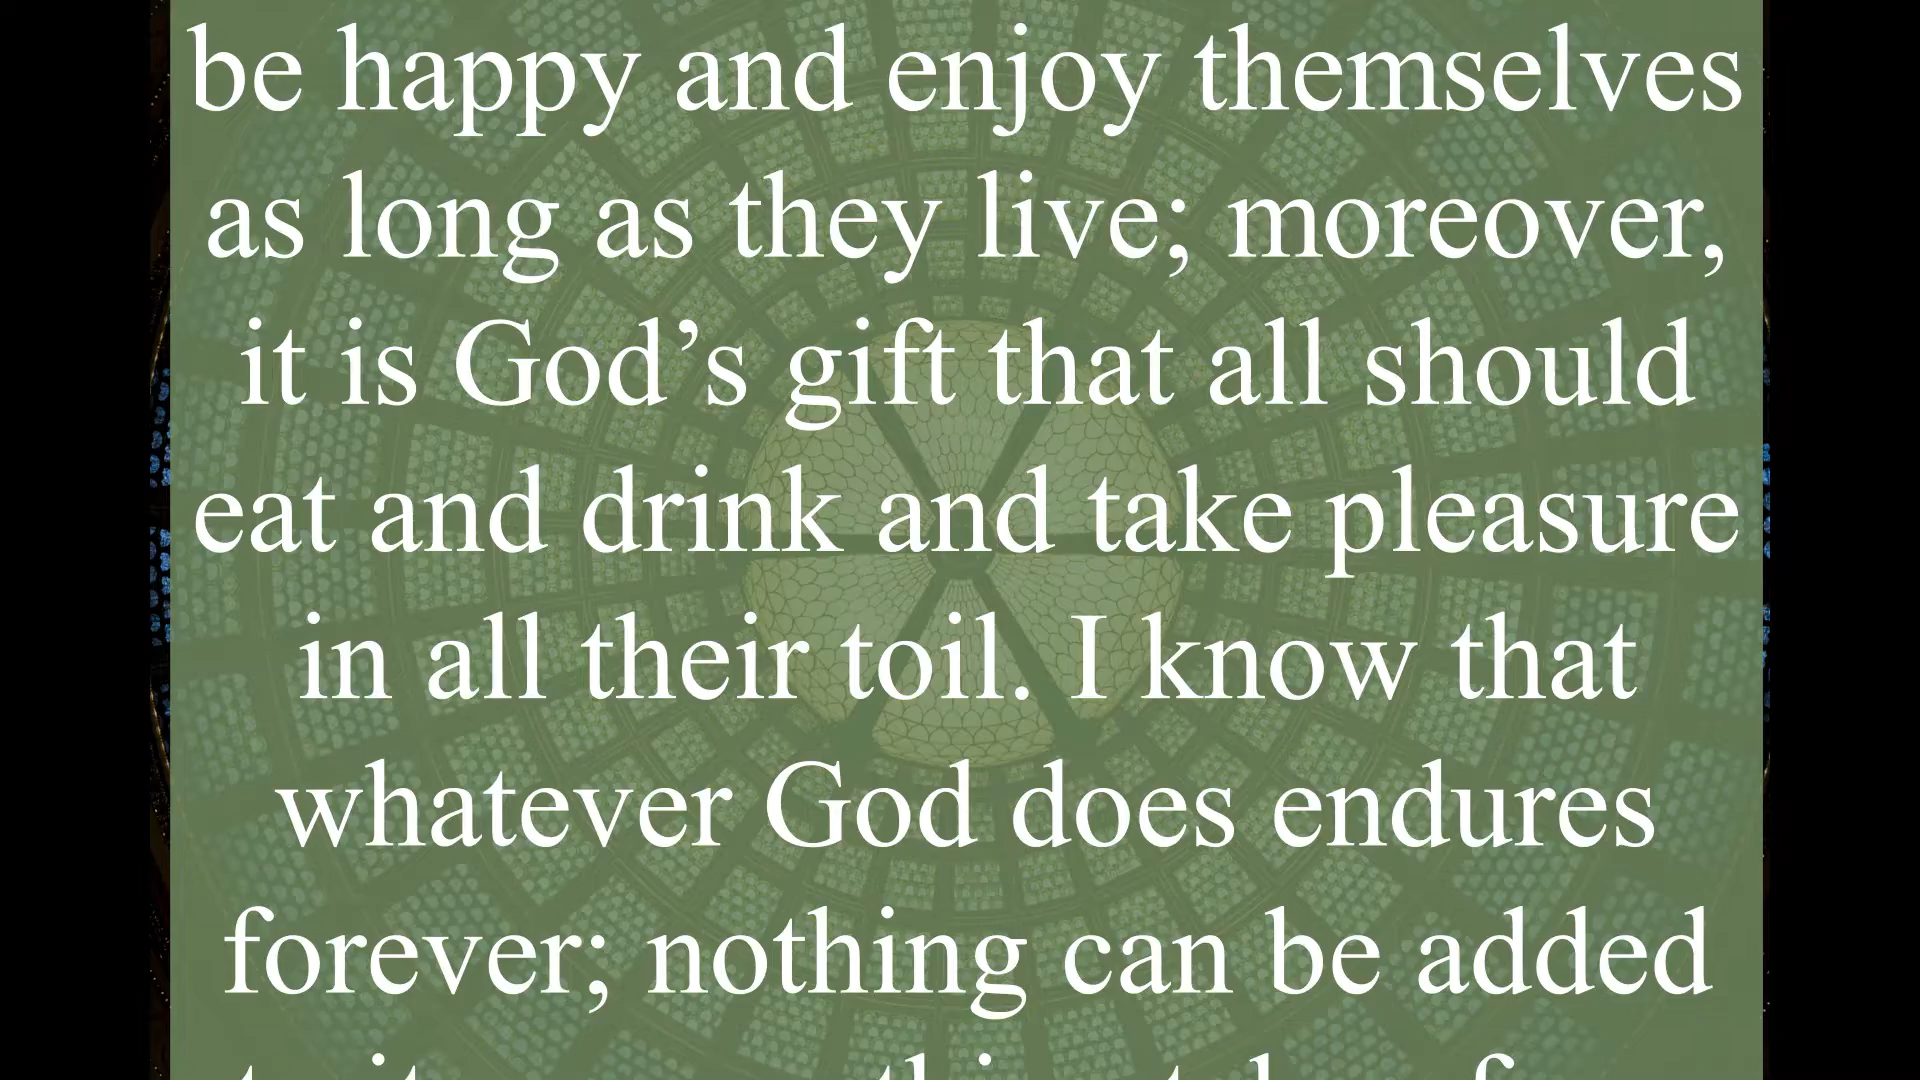 be happy and enjoy themselves
as long as they live; moreover,
it is God’s gift that all should
eat and drink and take pleasure
in all their toil. I know that
whatever God does endures
forever; nothing can be added